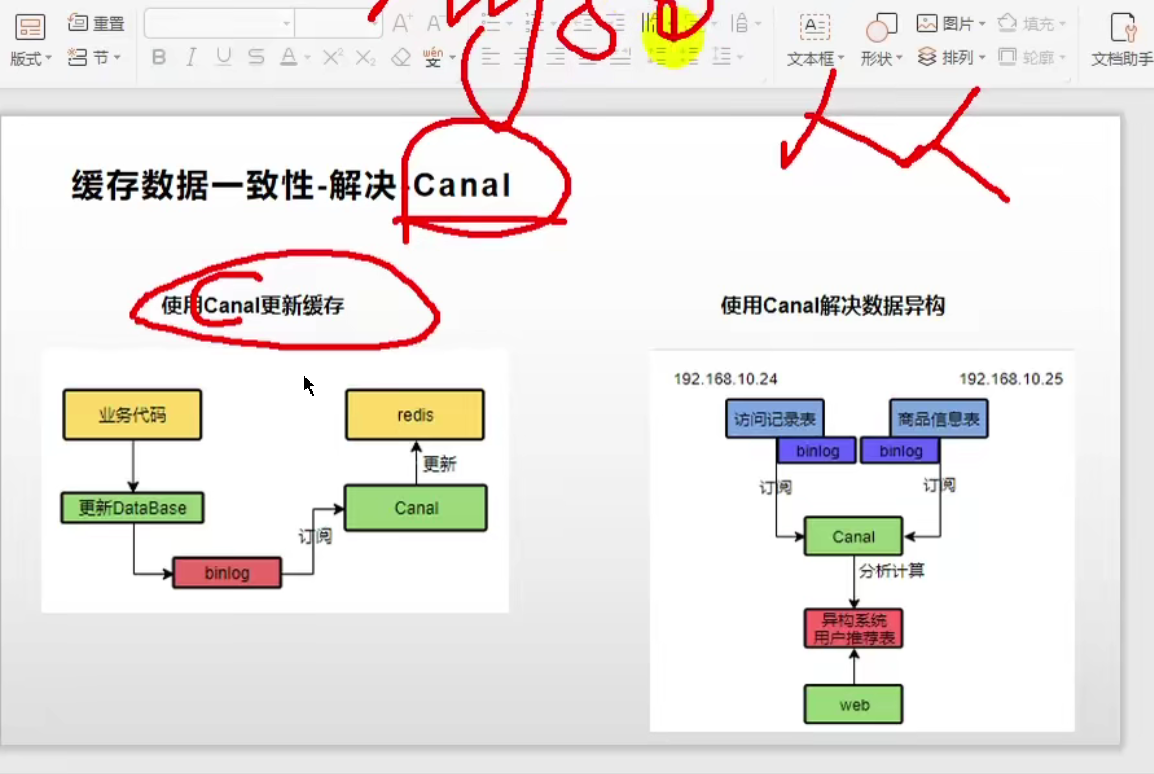 重置
图片
填充
版式
节
B I U S A X² X₂
wén
变
文本框
形状
排列
轮廓
文档助手
缓存数据一致性-解决-Canal
使用Canal更新缓存
使用Canal解决数据异构
192.168.10.24
192.168.10.25
业务代码
redis
访问记录表
商品信息表
binlog
binlog
更新
更新DataBase
Canal
订阅
订阅
订阅
Canal
binlog
分析计算
异构系统
用户推荐表
web